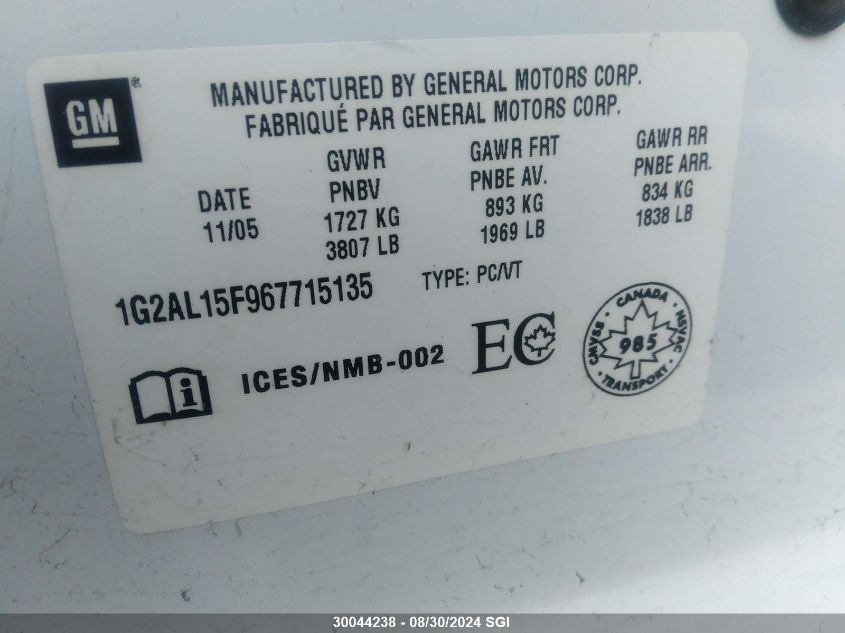 GM
MANUFACTURED BY GENERAL MOTORS CORP.
FABRIQUÉ PAR GENERAL MOTORS CORP.
DATE
11/05
GVWR
PNBV
1727 KG
3807 LB
GAWR FRT
PNBE AV.
893 KG
1969 LB
GAWR RR
PNBE ARR.
834 KG
1838 LB
1G2AL15F967715135
TYPE: PC/VT
ICES/NMB-002
EC
CANADA
CMVSS 985 NSVAC
TRANSPORT
30044238 - 08/30/2024 SGI